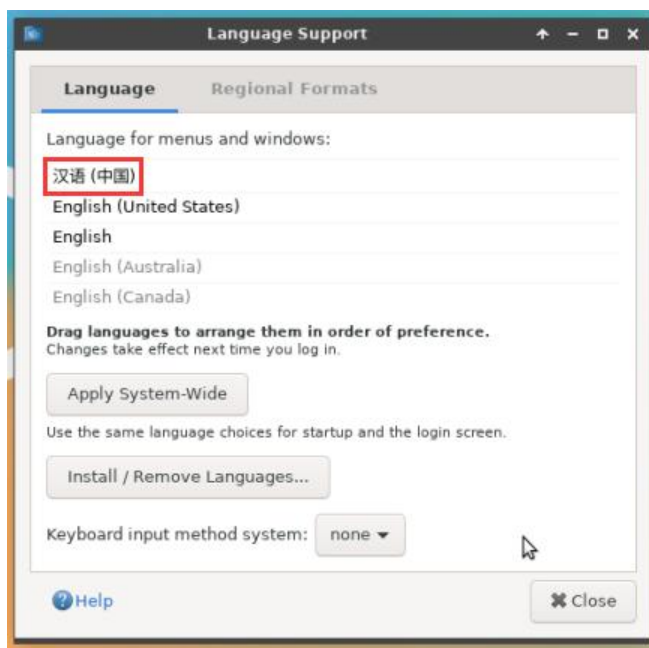 Language Support
Language Regional Formats
Language for menus and windows:
汉语 (中国)
English (United States)
English
English (Australia)
English (Canada)
Drag languages to arrange them in order of preference.
Changes take effect next time you log in.
Apply System-Wide
Use the same language choices for startup and the login screen.
Install / Remove Languages...
Keyboard input method system: none
Help Close